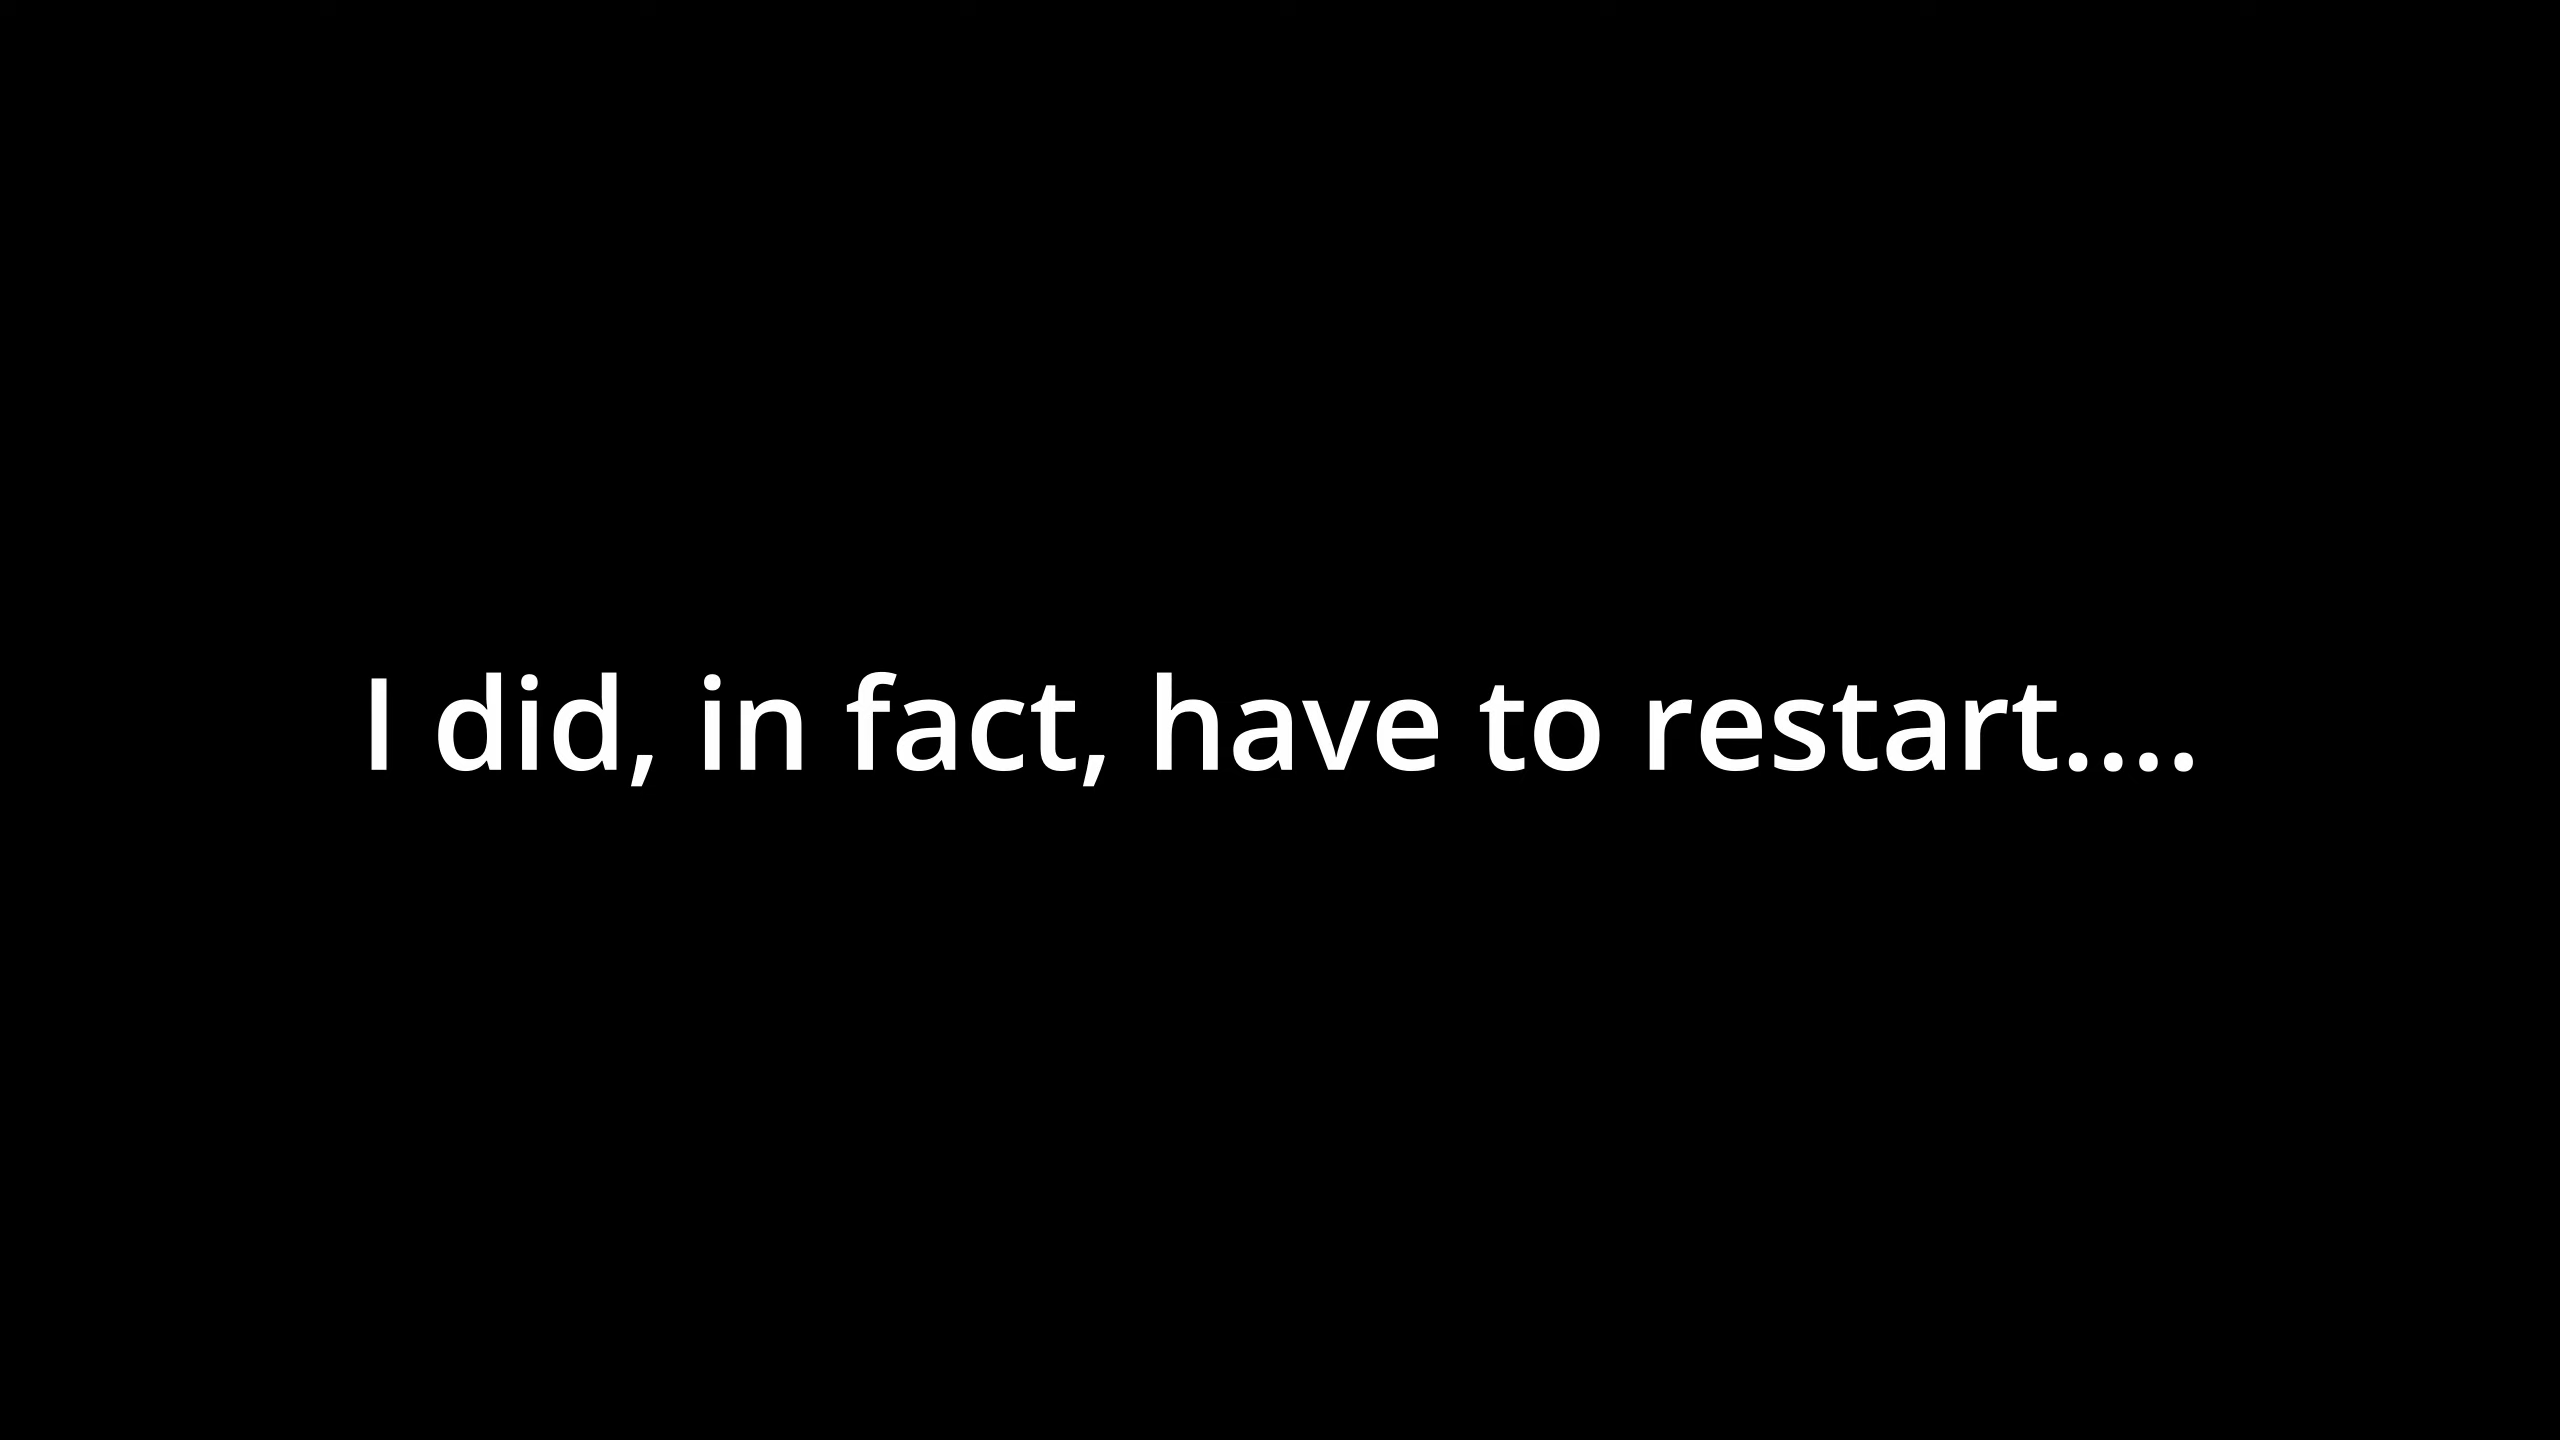 I did, in fact, have to restart....